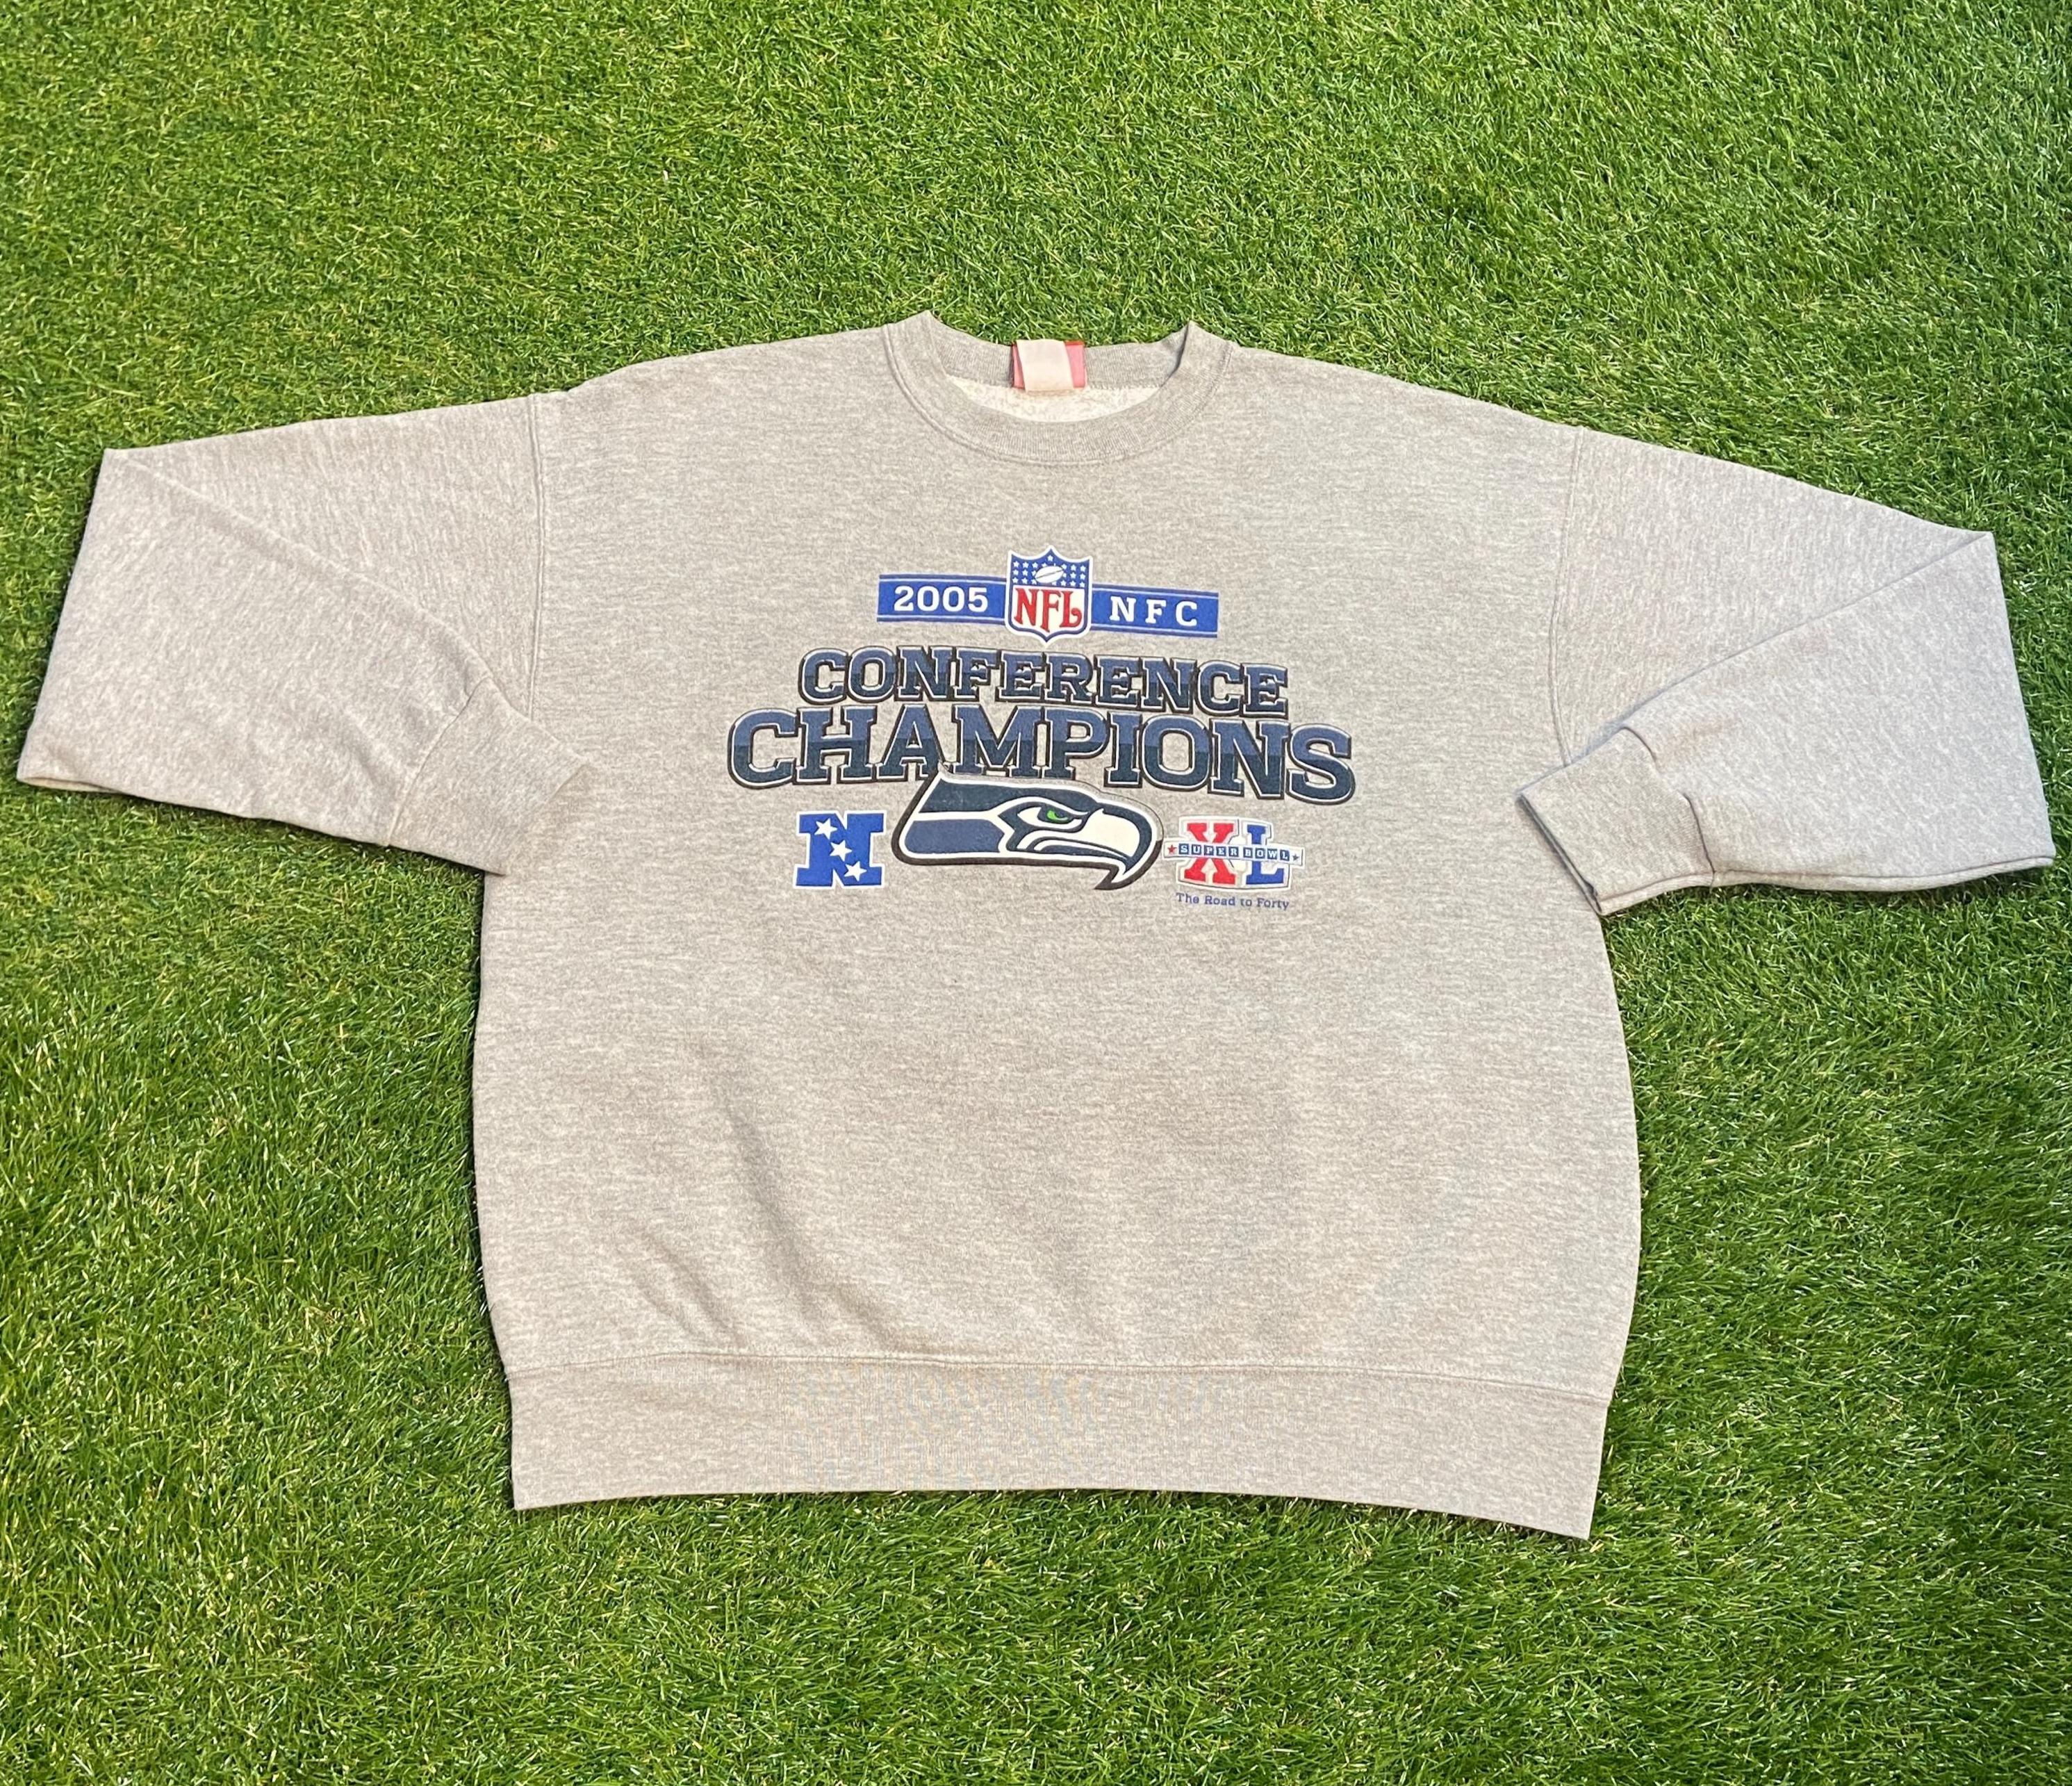 2005 NFL NFC
CONFERENCE
CHAMPIONS
N
XL
SUPER BOWL
The Road to Forty